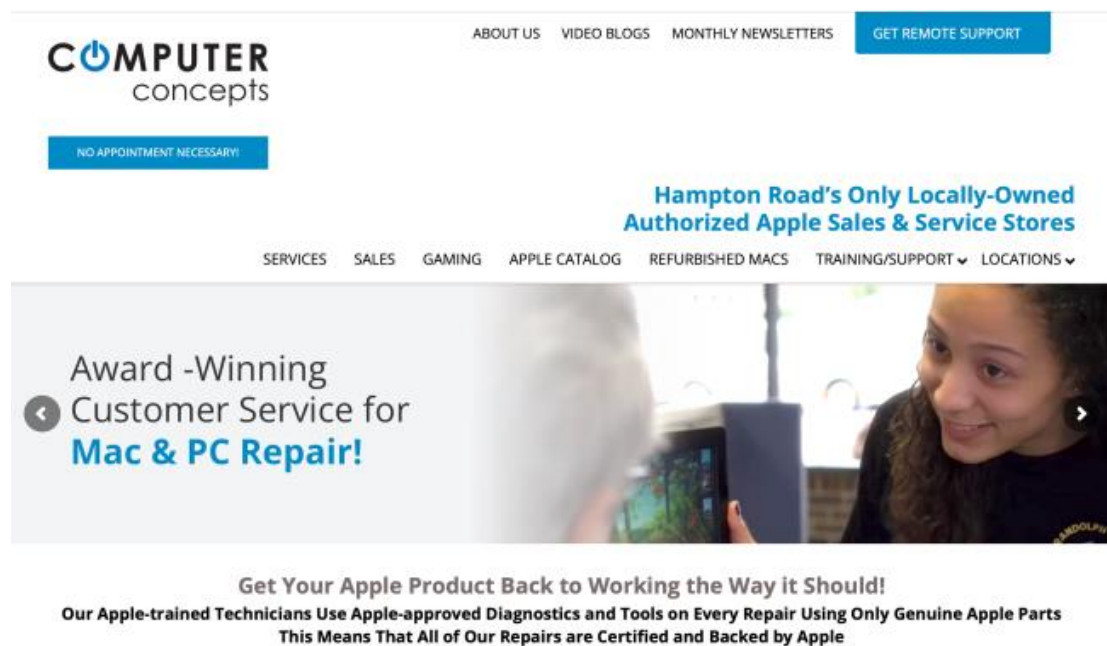 ABOUT US VIDEO BLOGS MONTHLY NEWSLETTERS GET REMOTE SUPPORT
COMPUTER
concepts
NO APPOINTMENT NECESSARY!
Hampton Road's Only Locally-Owned
Authorized Apple Sales & Service Stores
SERVICES SALES GAMING APPLE CATALOG REFURBISHED MACS TRAINING/SUPPORT LOCATIONS
Award -Winning
Customer Service for
Mac & PC Repair!
RANDOLPH
Get Your Apple Product Back to Working the Way it Should!
Our Apple-trained Technicians Use Apple-approved Diagnostics and Tools on Every Repair Using Only Genuine Apple Parts
This Means That All of Our Repairs are Certified and Backed by Apple